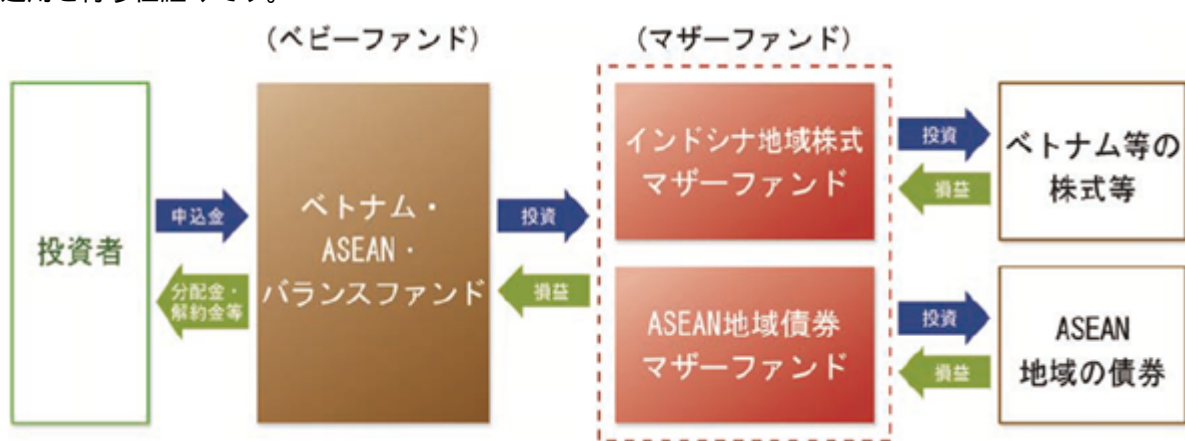 （ベビーファンド）
（マザーファンド）
投資者
申込金
分配金・
解約金等
ベトナム・
ASEAN・
バランスファンド
投資
損益
インドシナ地域株式
マザーファンド
投資
損益
ベトナム等の
株式等
ASEAN地域債券
マザーファンド
投資
損益
ASEAN
地域の債券